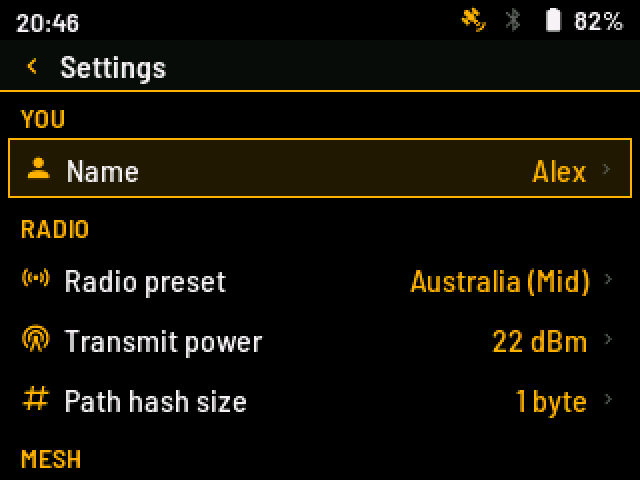 20:46 82%
Settings
YOU
Name Alex
RADIO
Radio preset Australia (Mid)
Transmit power 22 dBm
Path hash size 1 byte
MESH